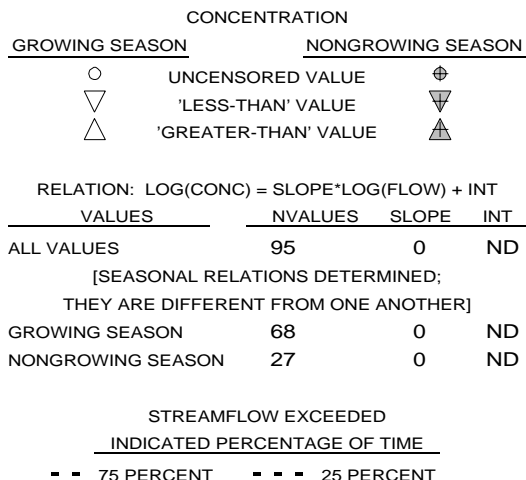 CONCENTRATION
GROWING SEASON NONGROWING SEASON
UNCENSORED VALUE
'LESS-THAN' VALUE
'GREATER-THAN' VALUE
RELATION: LOG(CONC) = SLOPE*LOG(FLOW) + INT
VALUES NVALUES SLOPE INT
ALL VALUES 95 0 ND
[SEASONAL RELATIONS DETERMINED;
THEY ARE DIFFERENT FROM ONE ANOTHER]
GROWING SEASON 68 0 ND
NONGROWING SEASON 27 0 ND
STREAMFLOW EXCEEDED
INDICATED PERCENTAGE OF TIME
75 PERCENT 25 PERCENT